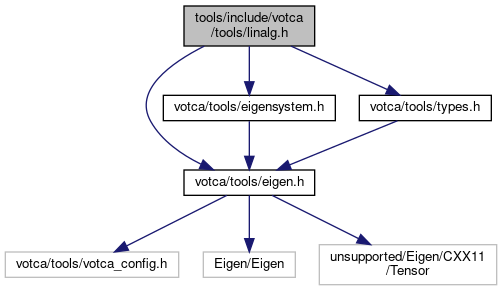 tools/include/votca
/tools/linalg.h
votca/tools/eigensystem.h
votca/tools/types.h
votca/tools/eigen.h
votca/tools/votca_config.h
Eigen/Eigen
unsupported/Eigen/CXX11
/Tensor